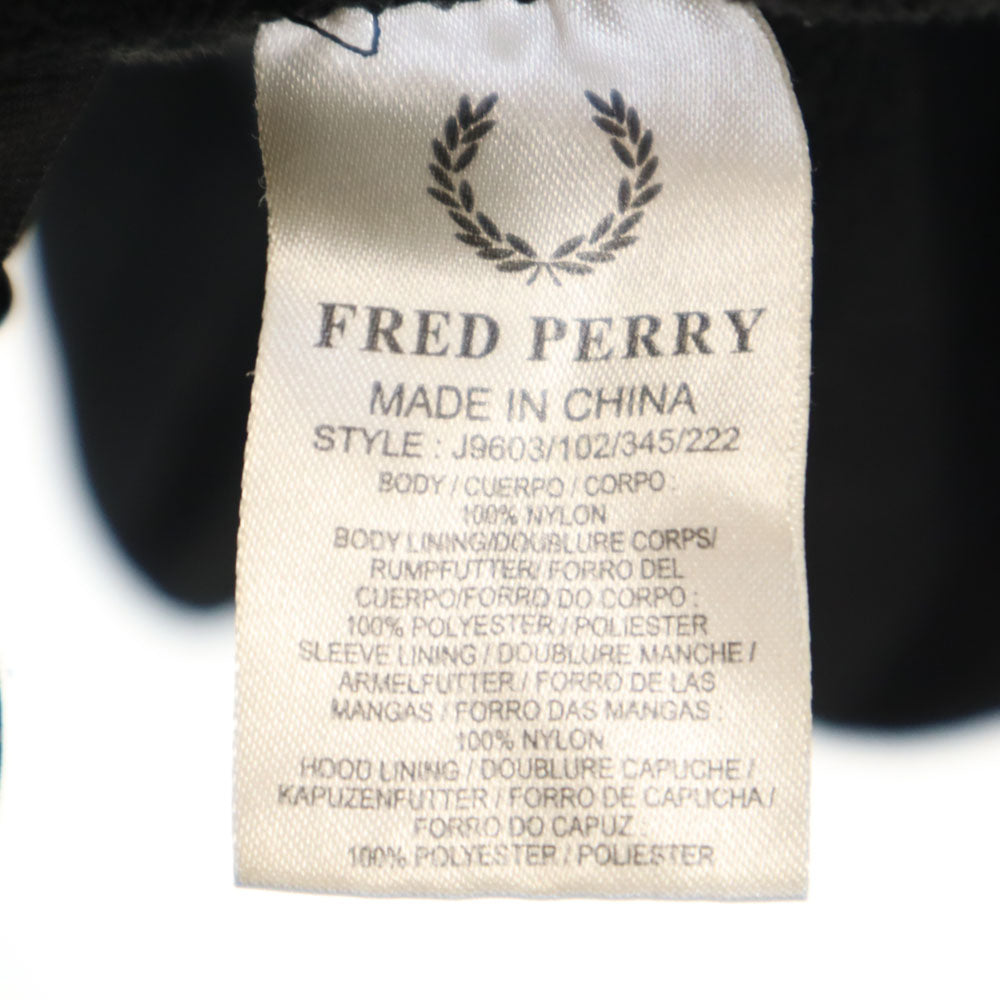 FRED PERRY
MADE IN CHINA
STYLE : J9603/102/345/222
BODY / CUERPO / CORPO :
100% NYLON
BODY LINING/DOUBLURE CORPS/
RUMPFUTTER/ FORRO DEL
CUERPO/FORRO DO CORPO :
100% POLYESTER / POLIESTER
SLEEVE LINING / DOUBLURE MANCHE /
ARMELFUTTER / FORRO DE LAS
MANGAS / FORRO DAS MANGAS :
100% NYLON
HOOD LINING / DOUBLURE CAPUCHE /
KAPUZENFUTTER / FORRO DE CAPUCHA /
FORRO DO CAPUZ :
100% POLYESTER / POLIESTER